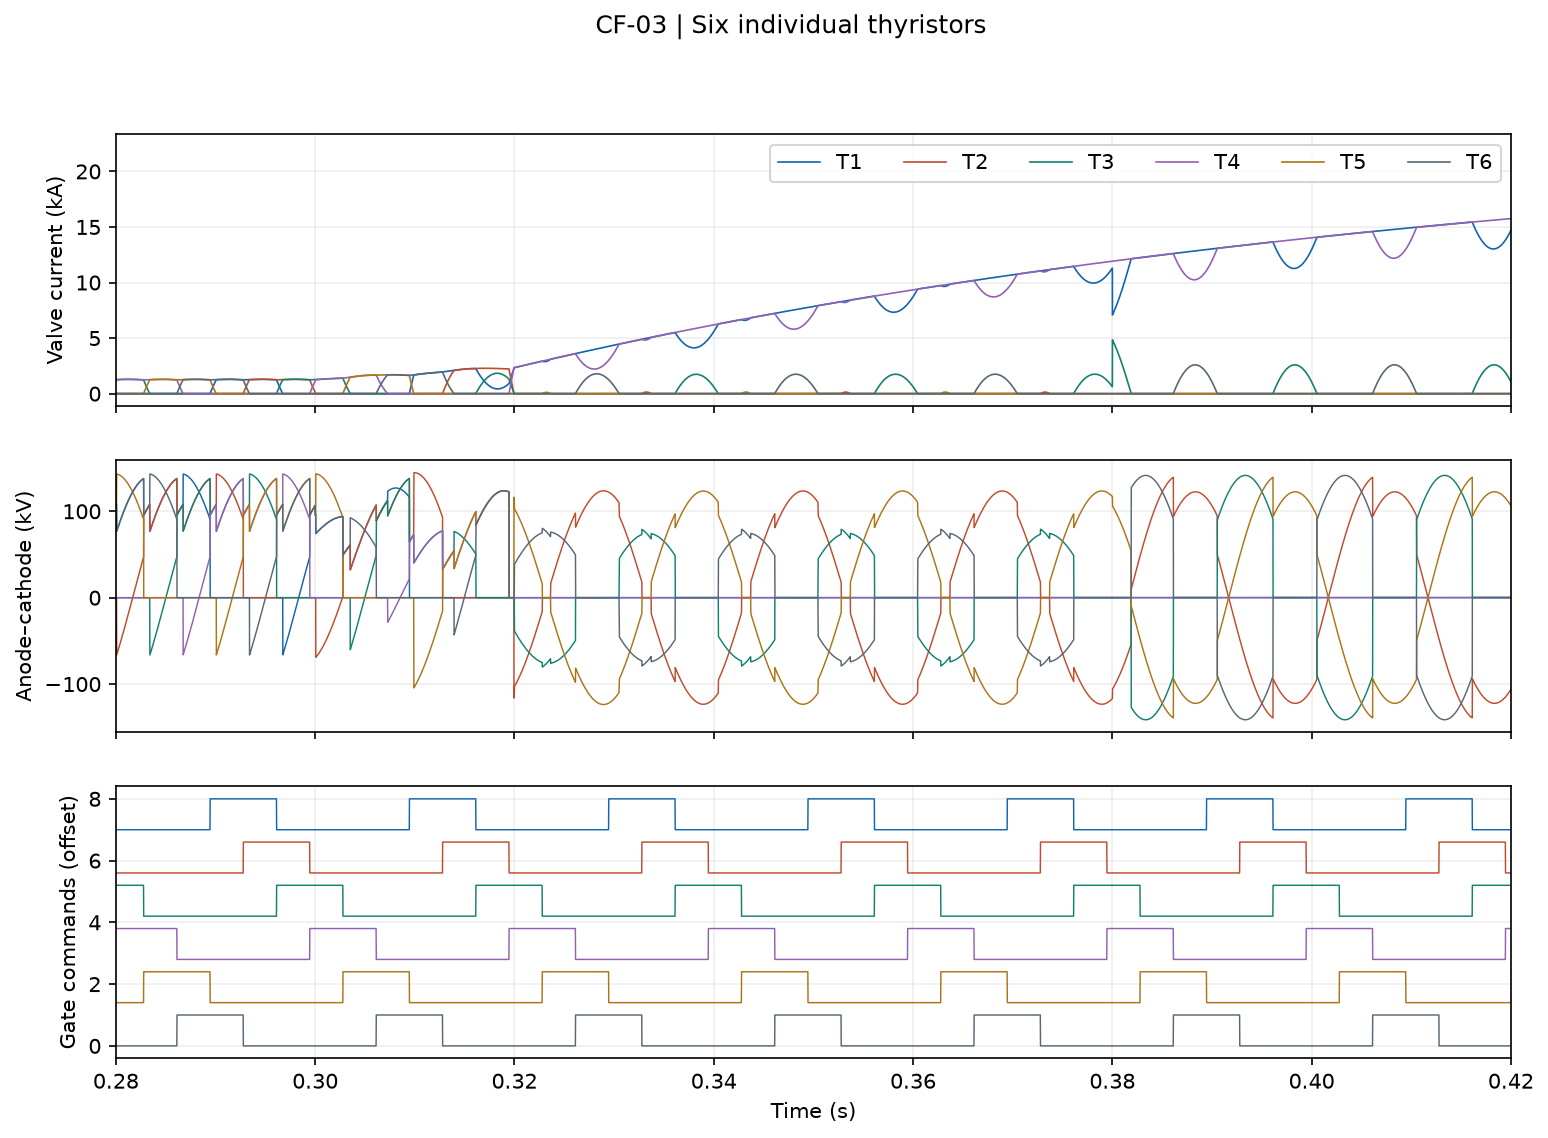 CF-03 | Six individual thyristors
Valve current (kA)
20
15
10
5
0
T1 T2 T3 T4 T5 T6
Anode–cathode (kV)
100
0
−100
Gate commands (offset)
8
6
4
2
0
0.28 0.30 0.32 0.34 0.36 0.38 0.40 0.42
Time (s)